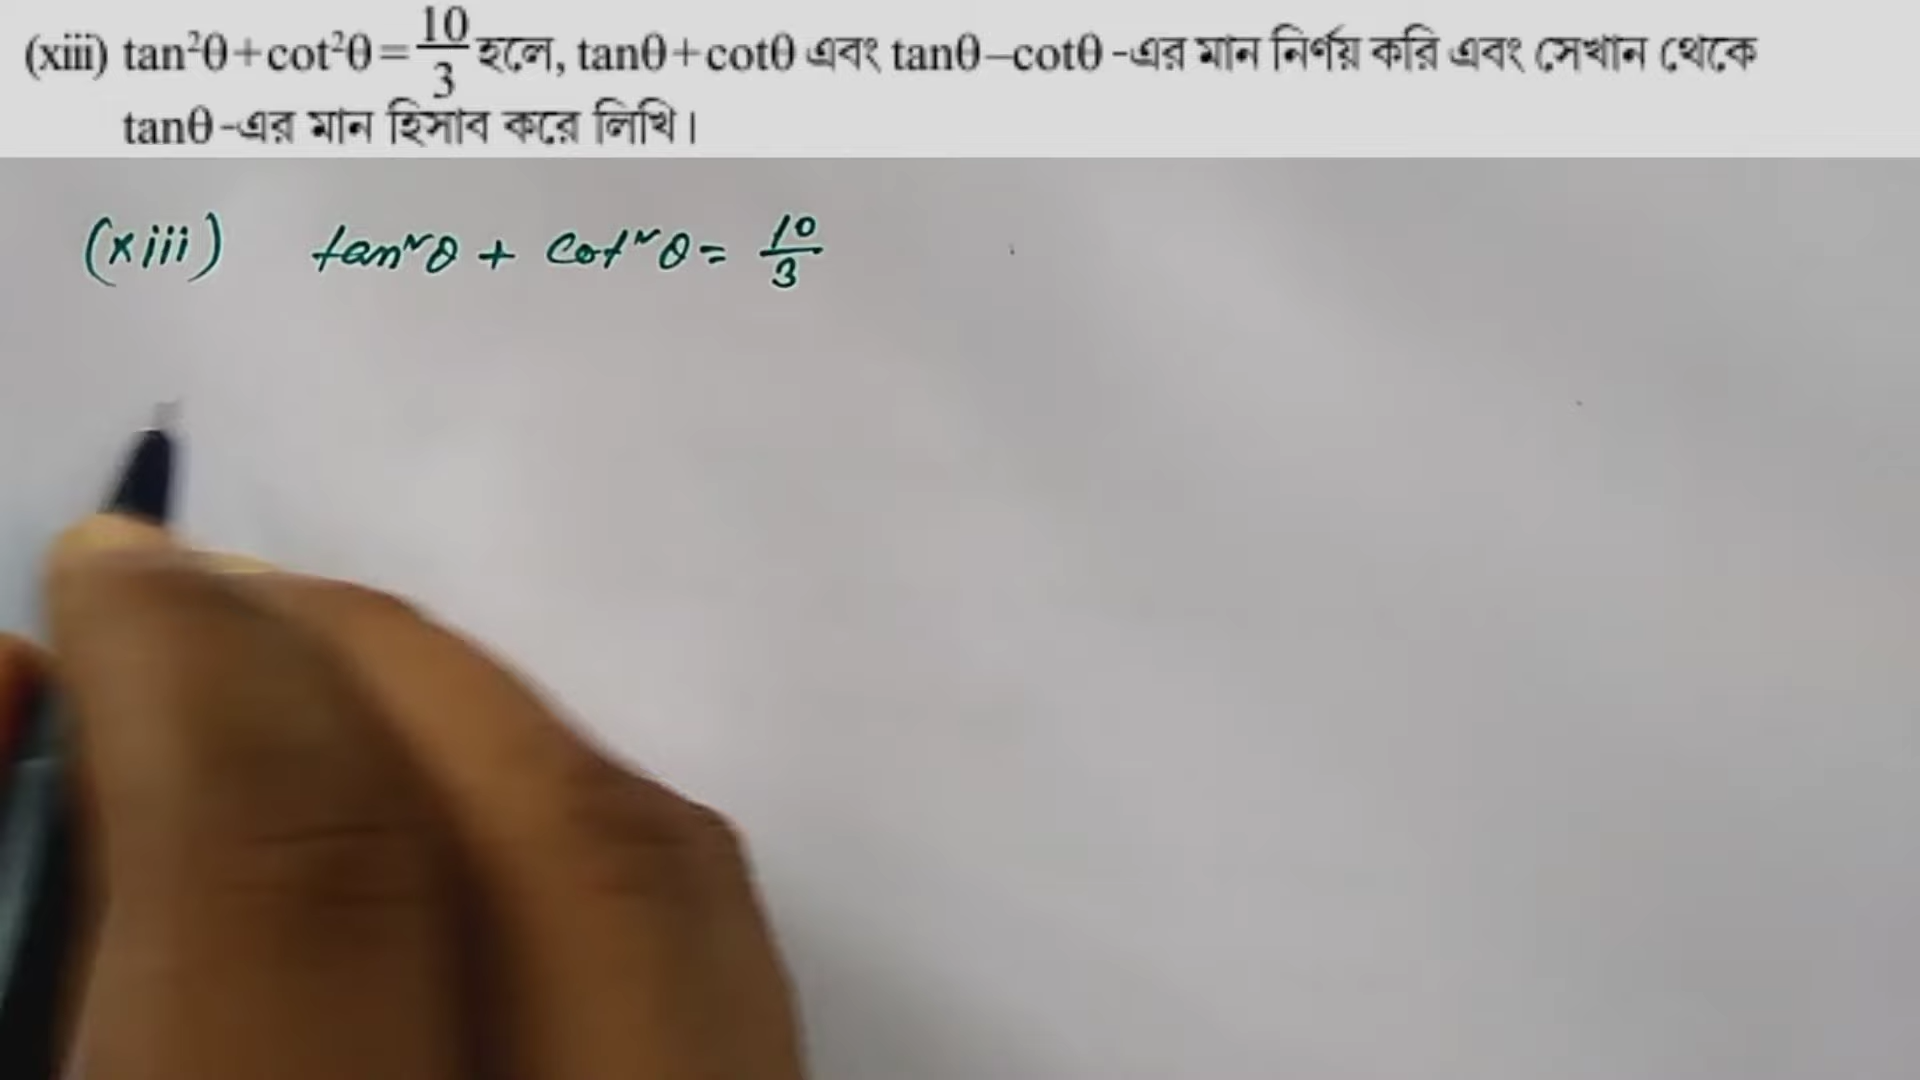 (xiii) tan²θ+cot²θ=10/3 হলে, tanθ+cotθ এবং tanθ–cotθ -এর মান নির্ণয় করি এবং সেখান থেকে
tanθ-এর মান হিসাব করে লিখি।
(xiii) tan²θ + cot²θ = 10/3